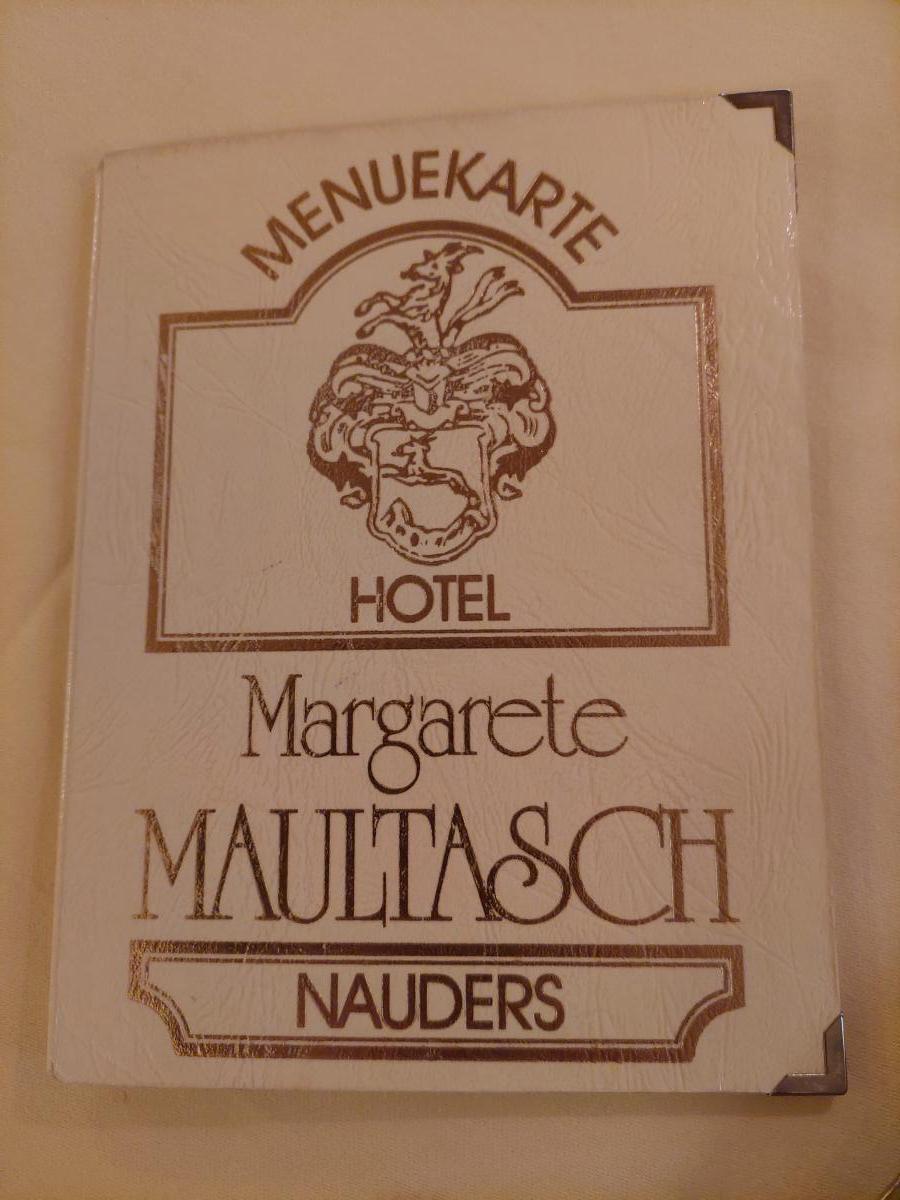 MENUEKARTE
HOTEL
Margarete
MAULTASCH
NAUDERS